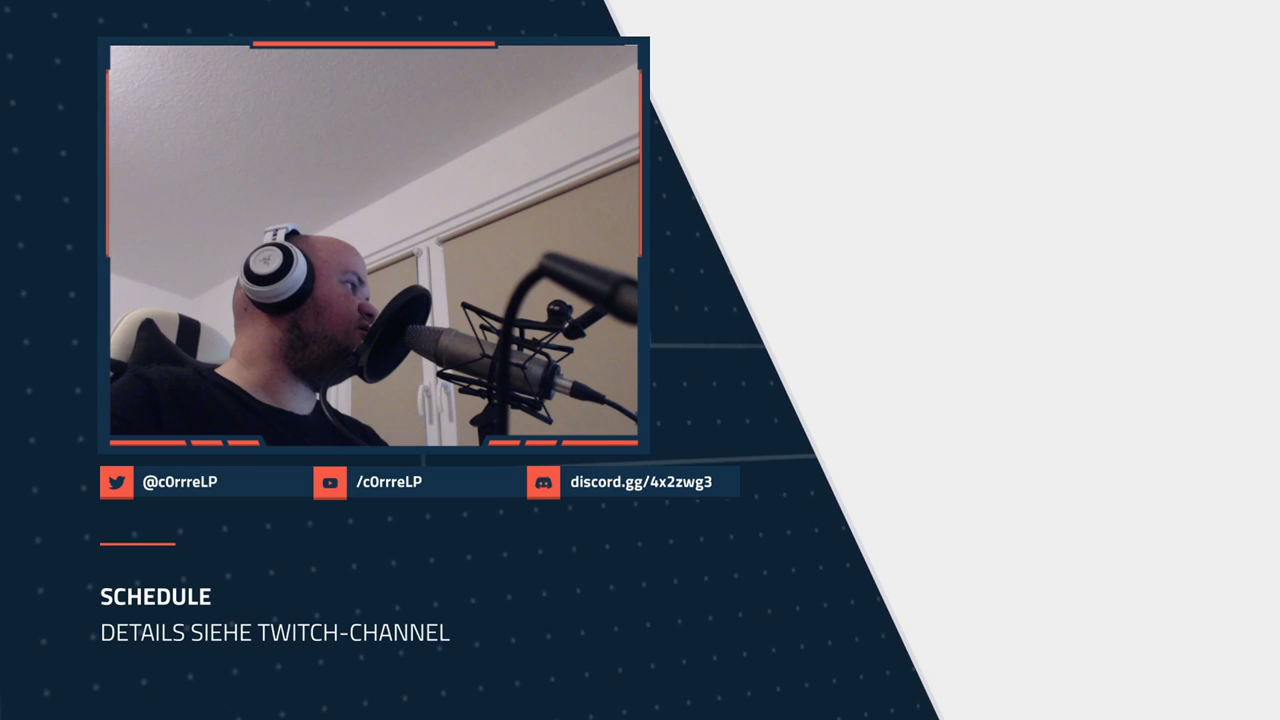 @c0rrreLP
/c0rrreLP
discord.gg/4x2zwg3
SCHEDULE
DETAILS SIEHE TWITCH-CHANNEL